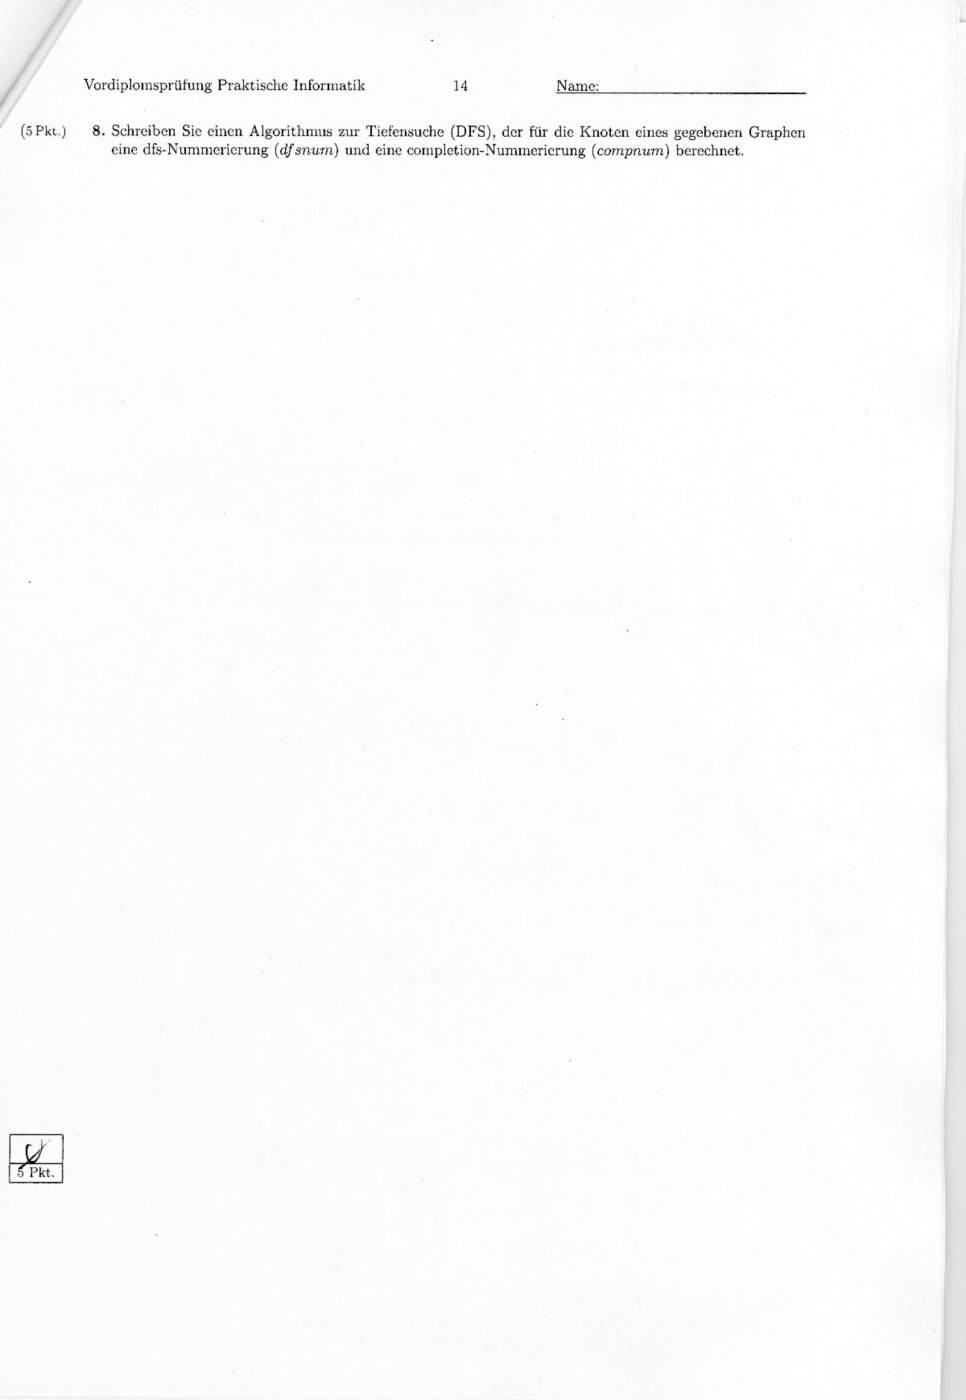 Vordiplomsprüfung Praktische Informatik 14 Name:
(5 Pkt.) 8. Schreiben Sie einen Algorithmus zur Tiefensuche (DFS), der für die Knoten eines gegebenen Graphen
eine dfs-Nummerierung (dfsnum) und eine completion-Nummerierung (compnum) berechnet.
5 Pkt.